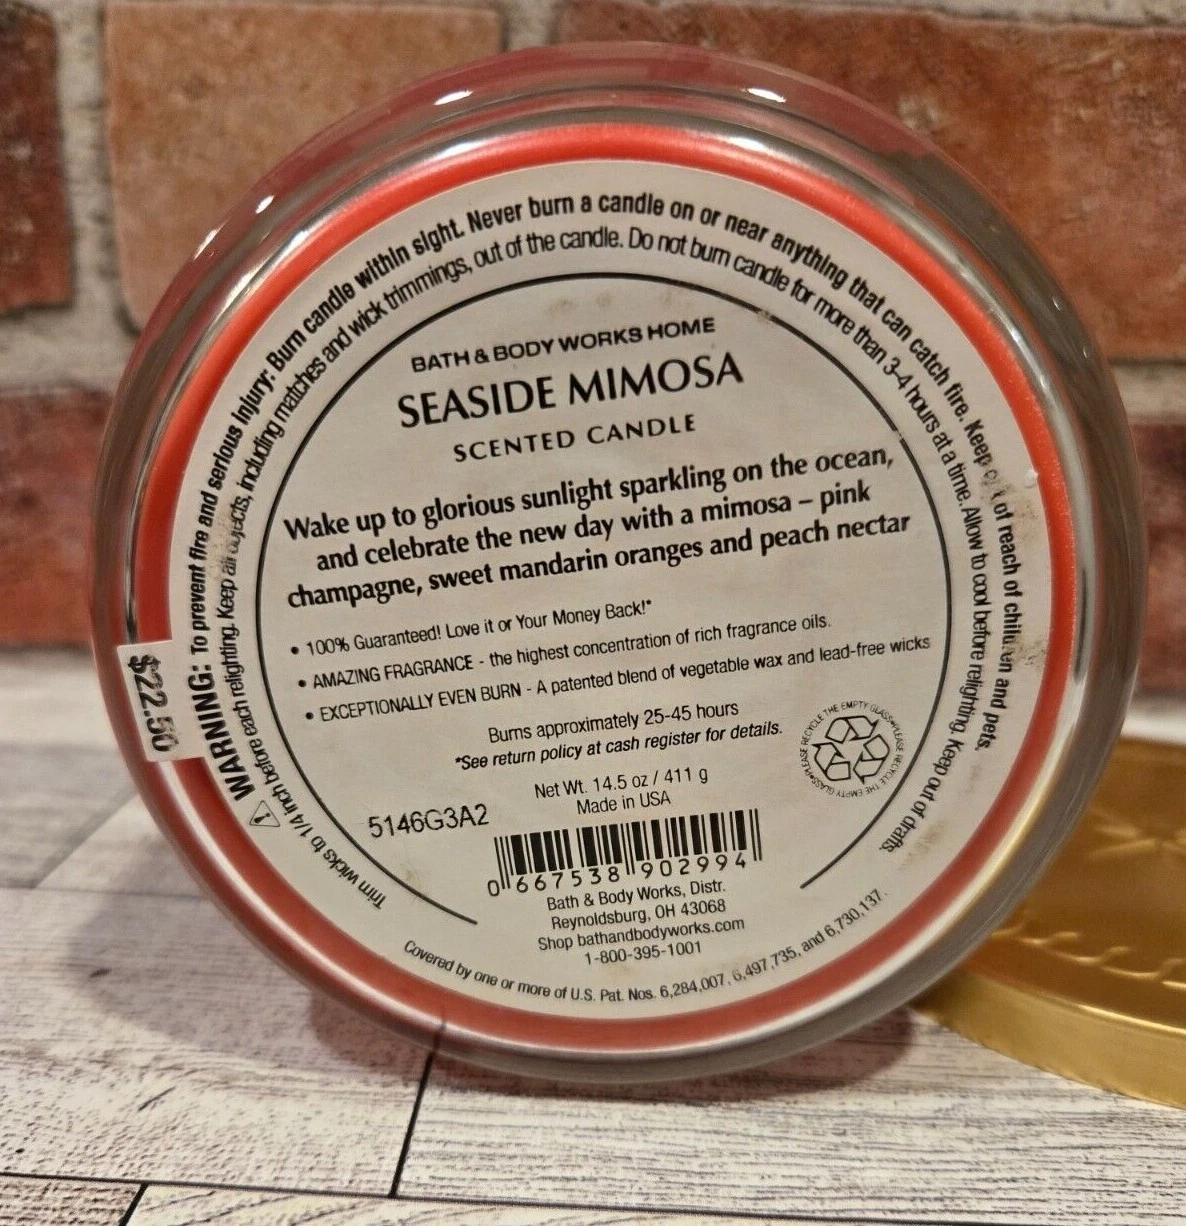 WARNING: To prevent fire and serious injury: Burn candle within sight. Never burn a candle on or near anything that can catch fire. Keep out of reach of children and pets.
Trim wicks to 1/4 inch before each relighting. Keep all objects, including matches and wick trimmings, out of the candle. Do not burn candle for more than 3-4 hours at a time. Allow to cool before relighting. Keep out of drafts.
BATH & BODY WORKS HOME
SEASIDE MIMOSA
SCENTED CANDLE
Wake up to glorious sunlight sparkling on the ocean,
and celebrate the new day with a mimosa – pink
champagne, sweet mandarin oranges and peach nectar
• 100% Guaranteed! Love it or Your Money Back!*
• AMAZING FRAGRANCE - the highest concentration of rich fragrance oils.
• EXCEPTIONALLY EVEN BURN - A patented blend of vegetable wax and lead-free wicks
Burns approximately 25-45 hours
*See return policy at cash register for details.
PLEASE RECYCLE THE EMPTY GLASS•PLEASE RECYCLE THE EMPTY GLASS•
Net Wt. 14.5 oz / 411 g
Made in USA
5146G3A2
0 667538 902994
Bath & Body Works, Distr.
Reynoldsburg, OH 43068
Shop bathandbodyworks.com
1-800-395-1001
Covered by one or more of U.S. Pat. Nos. 6,284,007, 6,497,735, and 6,730,137.
$22.50